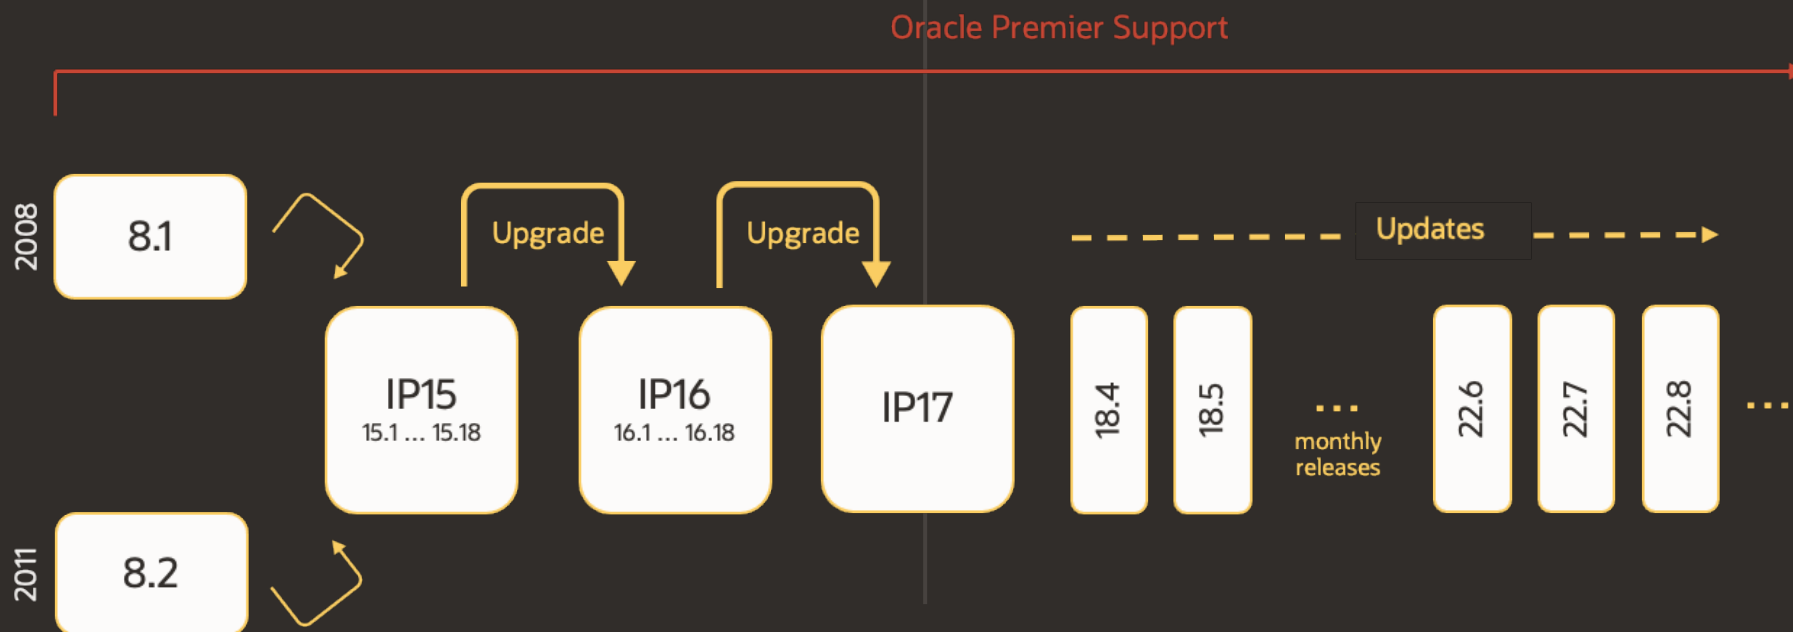 Oracle Premier Support
2008
8.1
Upgrade
Upgrade
Updates
IP15
15.1 ... 15.18
IP16
16.1 ... 16.18
IP17
18.4
18.5
...
monthly
releases
22.6
22.7
22.8
...
2011
8.2